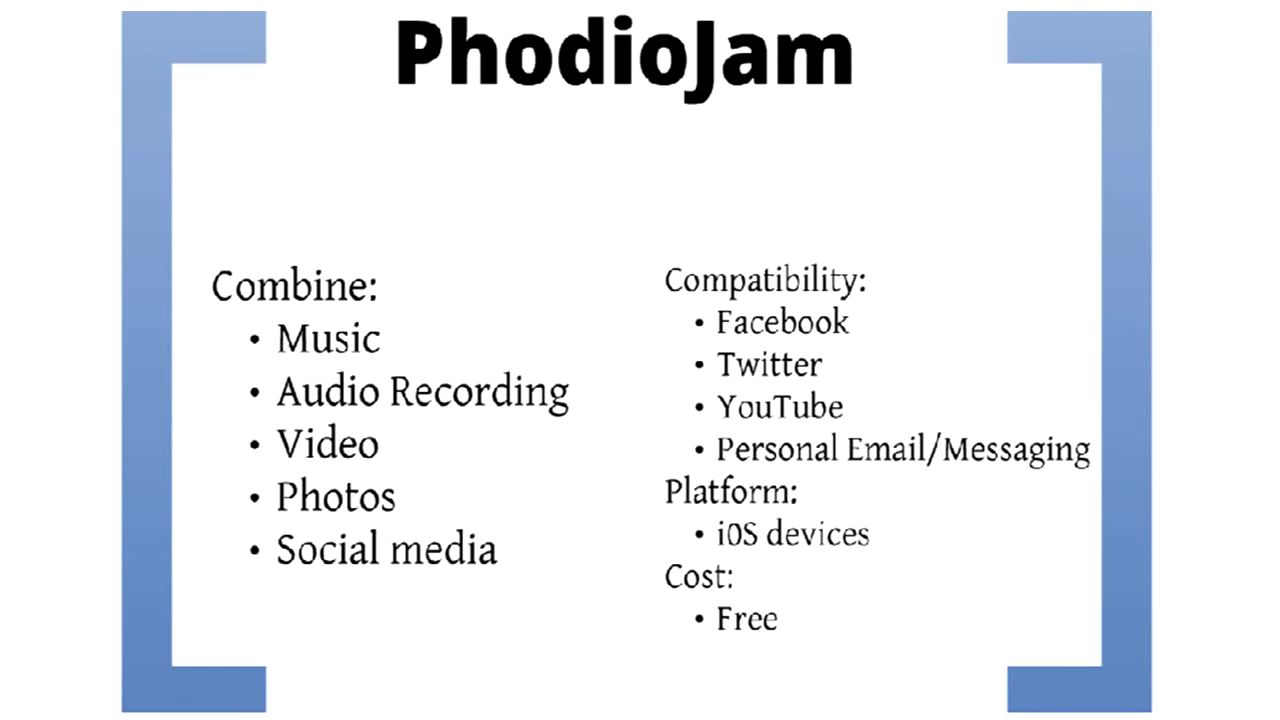 PhodioJam
Combine:
• Music
• Audio Recording
• Video
• Photos
• Social media
Compatibility:
• Facebook
• Twitter
• YouTube
• Personal Email/Messaging
Platform:
• iOS devices
Cost:
• Free